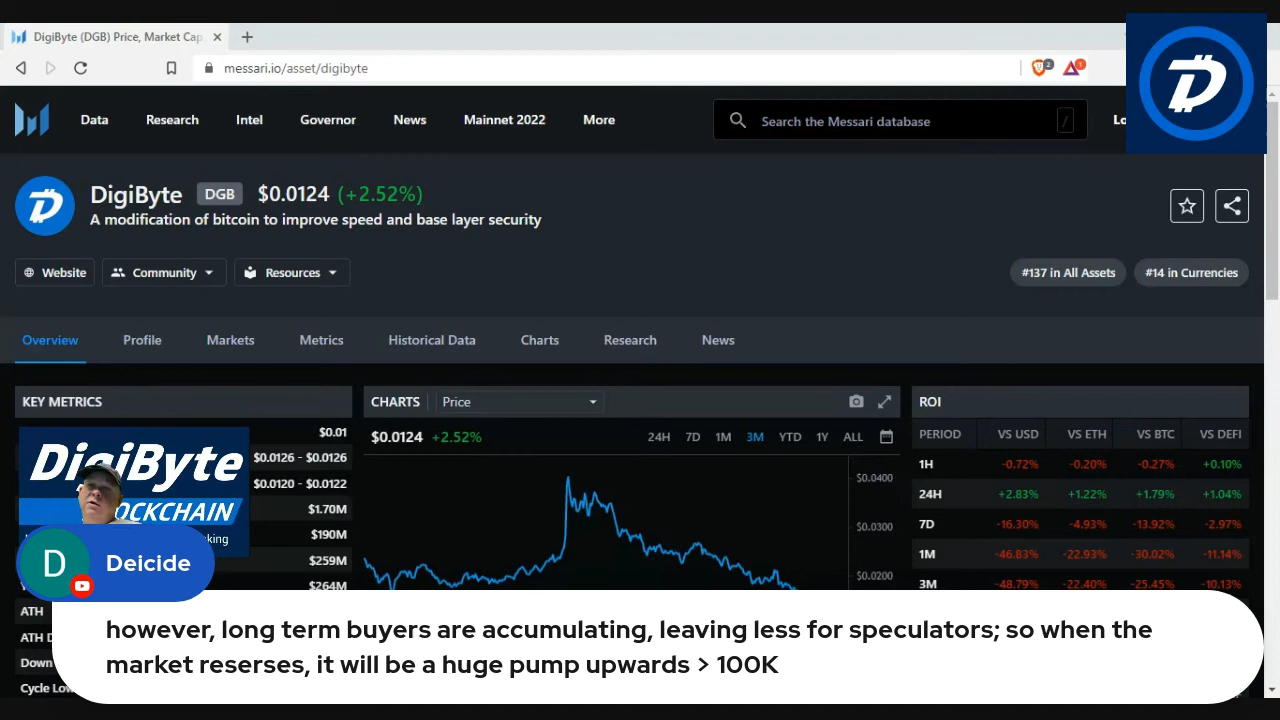 DigiByte (DGB) Price, Market Cap
messari.io/asset/digibyte
2
1
Data Research Intel Governor News Mainnet 2022 More
Search the Messari database /
DigiByte DGB $0.0124 (+2.52%)
A modification of bitcoin to improve speed and base layer security
Website Community Resources
#137 in All Assets #14 in Currencies
Overview Profile Markets Metrics Historical Data Charts Research News
KEY METRICS
$0.01
$0.0126 - $0.0126
$0.0120 - $0.0122
$1.70M
$190M
$259M
$264M
ATH
CHARTS Price
$0.0124 +2.52% 24H 7D 1M 3M YTD 1Y ALL
$0.0400
$0.0300
$0.0200
ROI
PERIOD VS USD VS ETH VS BTC VS DEFI
1H -0.72% -0.20% -0.27% +0.10%
24H +2.83% +1.22% +1.79% +1.04%
7D -16.30% -4.93% -13.92% -2.97%
1M -46.83% -22.93% -30.02% -11.14%
3M -48.79% -22.40% -25.45% -10.13%
DigiByte
D Deicide
however, long term buyers are accumulating, leaving less for speculators; so when the
market reserses, it will be a huge pump upwards > 100K